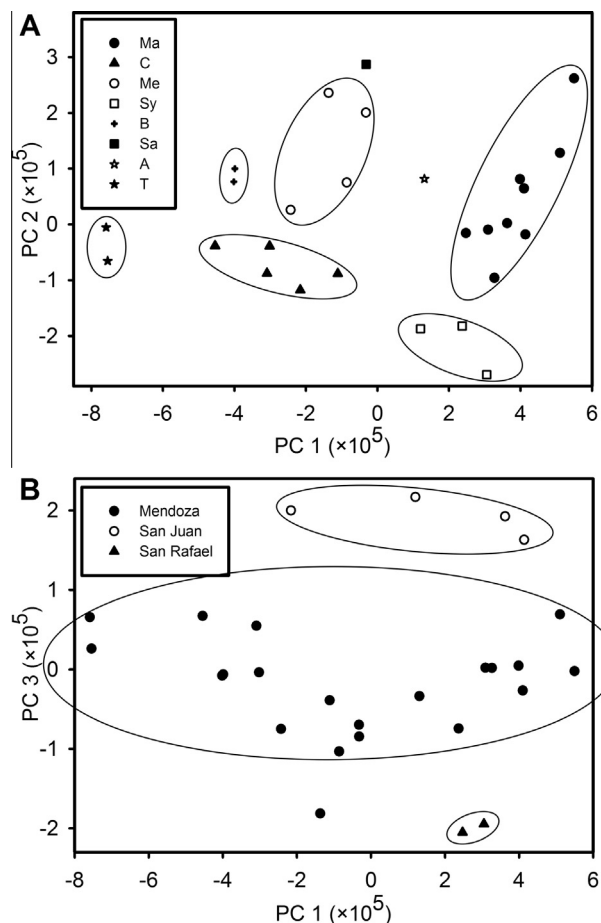 A
Ma
C
Me
Sy
B
Sa
A
T
3
2
1
0
-1
-2
PC 2 (×10⁵)
-8 -6 -4 -2 0 2 4 6
PC 1 (×10⁵)
B
Mendoza
San Juan
San Rafael
2
1
0
-1
-2
PC 3 (×10⁵)
-8 -6 -4 -2 0 2 4 6
PC 1 (×10⁵)